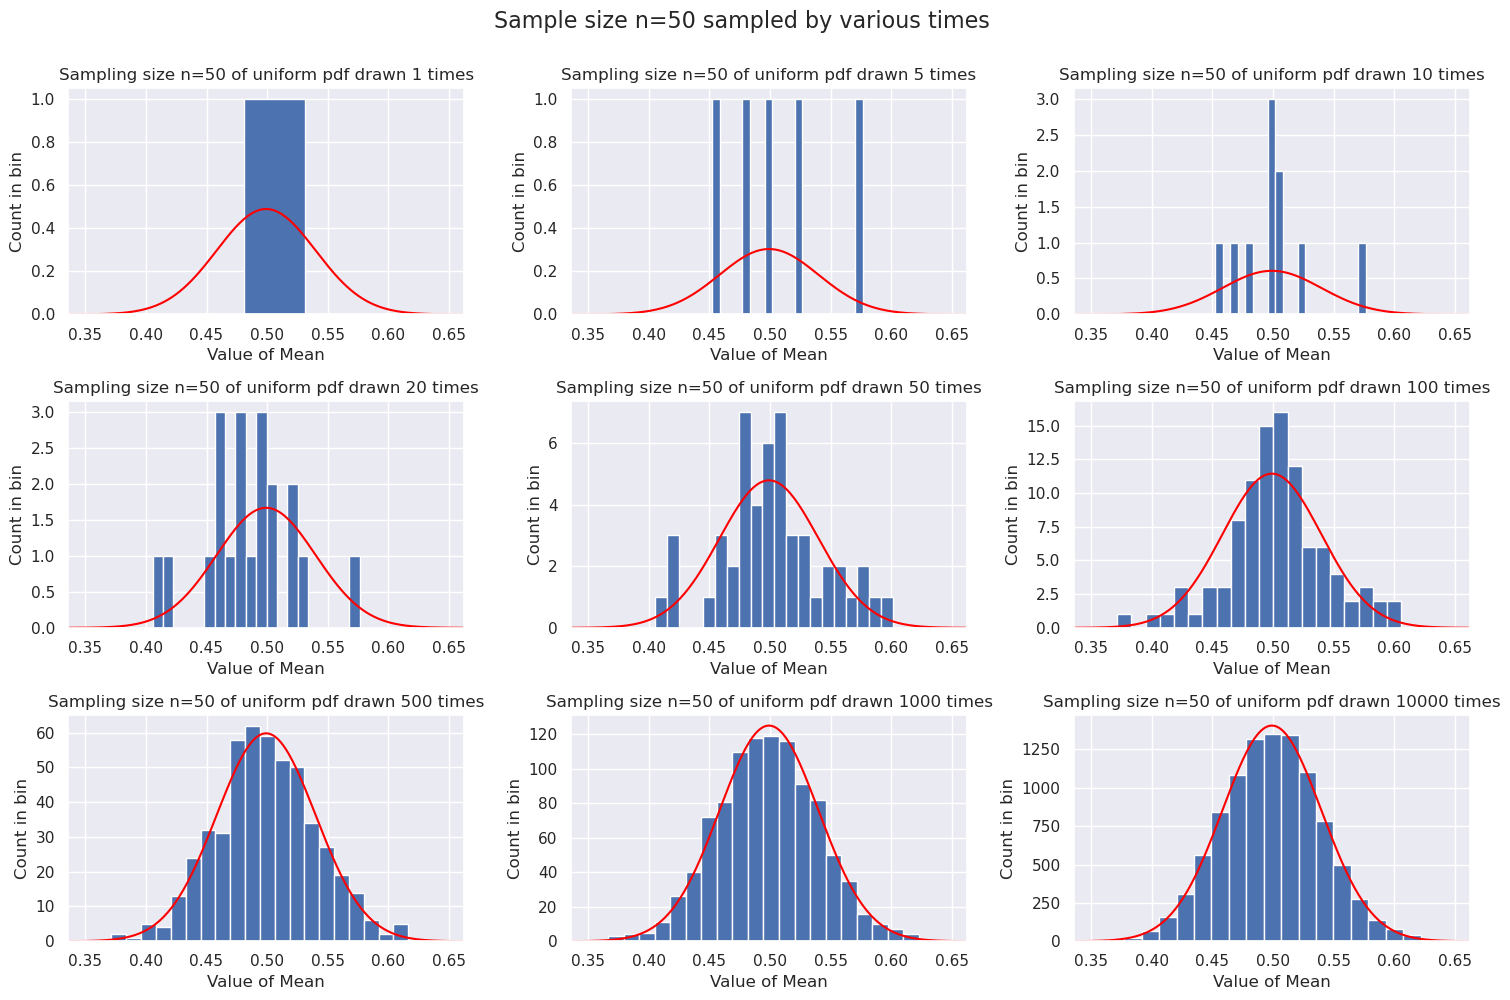 Sample size n=50 sampled by various times
Sampling size n=50 of uniform pdf drawn 1 times
Count in bin
1.0
0.8
0.6
0.4
0.2
0.0
0.35 0.40 0.45 0.50 0.55 0.60 0.65
Value of Mean
Sampling size n=50 of uniform pdf drawn 5 times
Count in bin
1.0
0.8
0.6
0.4
0.2
0.0
0.35 0.40 0.45 0.50 0.55 0.60 0.65
Value of Mean
Sampling size n=50 of uniform pdf drawn 10 times
Count in bin
3.0
2.5
2.0
1.5
1.0
0.5
0.0
0.35 0.40 0.45 0.50 0.55 0.60 0.65
Value of Mean
Sampling size n=50 of uniform pdf drawn 20 times
Count in bin
3.0
2.5
2.0
1.5
1.0
0.5
0.0
0.35 0.40 0.45 0.50 0.55 0.60 0.65
Value of Mean
Sampling size n=50 of uniform pdf drawn 50 times
Count in bin
6
4
2
0
0.35 0.40 0.45 0.50 0.55 0.60 0.65
Value of Mean
Sampling size n=50 of uniform pdf drawn 100 times
Count in bin
15.0
12.5
10.0
7.5
5.0
2.5
0.0
0.35 0.40 0.45 0.50 0.55 0.60 0.65
Value of Mean
Sampling size n=50 of uniform pdf drawn 500 times
Count in bin
60
50
40
30
20
10
0
0.35 0.40 0.45 0.50 0.55 0.60 0.65
Value of Mean
Sampling size n=50 of uniform pdf drawn 1000 times
Count in bin
120
100
80
60
40
20
0
0.35 0.40 0.45 0.50 0.55 0.60 0.65
Value of Mean
Sampling size n=50 of uniform pdf drawn 10000 times
Count in bin
1250
1000
750
500
250
0
0.35 0.40 0.45 0.50 0.55 0.60 0.65
Value of Mean